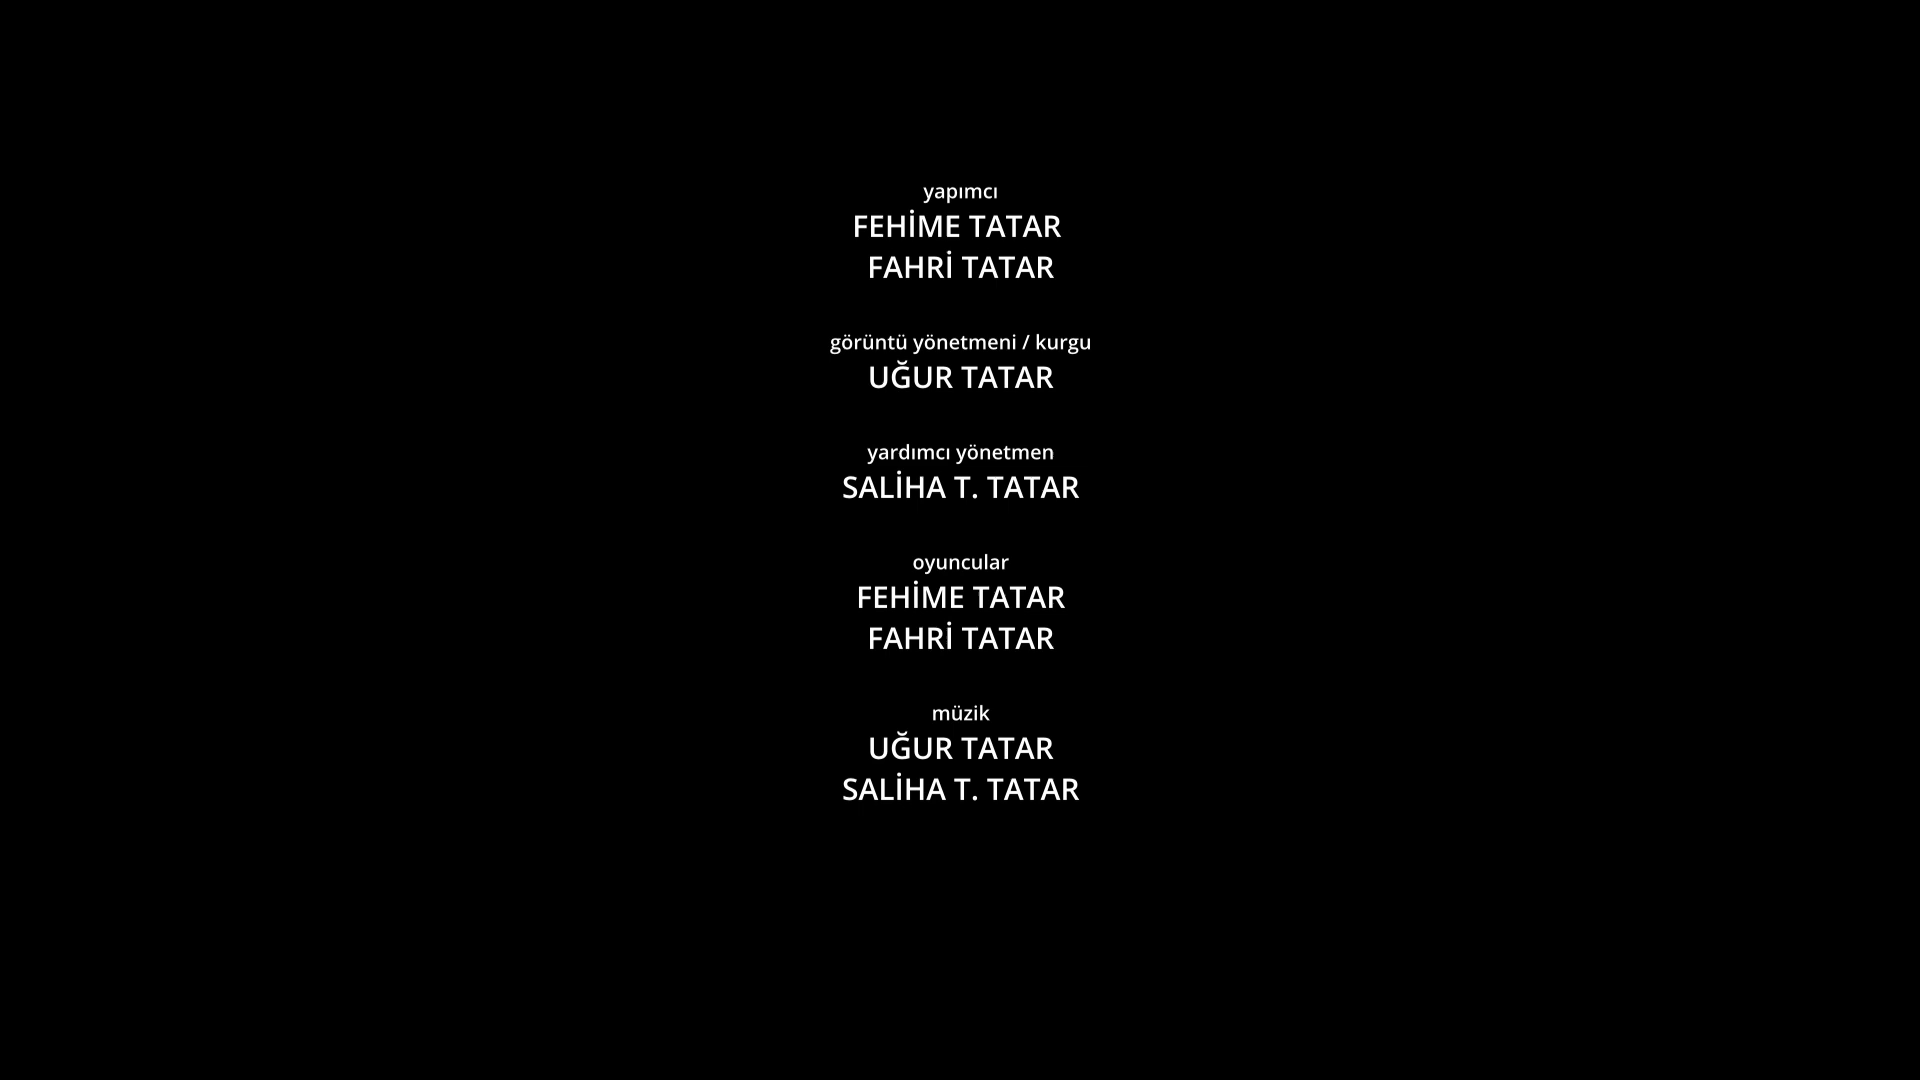 yapımcı
FEHİME TATAR
FAHRİ TATAR
görüntü yönetmeni / kurgu
UĞUR TATAR
yardımcı yönetmen
SALİHA T. TATAR
oyuncular
FEHİME TATAR
FAHRİ TATAR
müzik
UĞUR TATAR
SALİHA T. TATAR